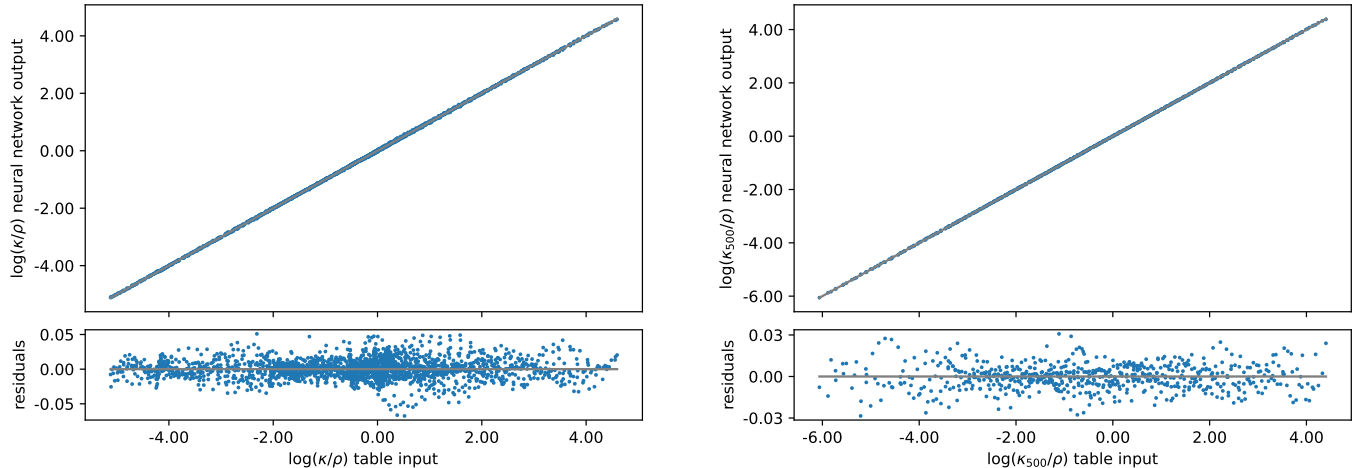 log(κ/ρ) neural network output
4.00
2.00
0.00
-2.00
-4.00
residuals
0.05
0.00
-0.05
-4.00 -2.00 0.00 2.00 4.00
log(κ/ρ) table input
log(κ₅₀₀/ρ) neural network output
4.00
2.00
0.00
-2.00
-4.00
-6.00
residuals
0.03
0.00
-0.03
-6.00 -4.00 -2.00 0.00 2.00 4.00
log(κ₅₀₀/ρ) table input